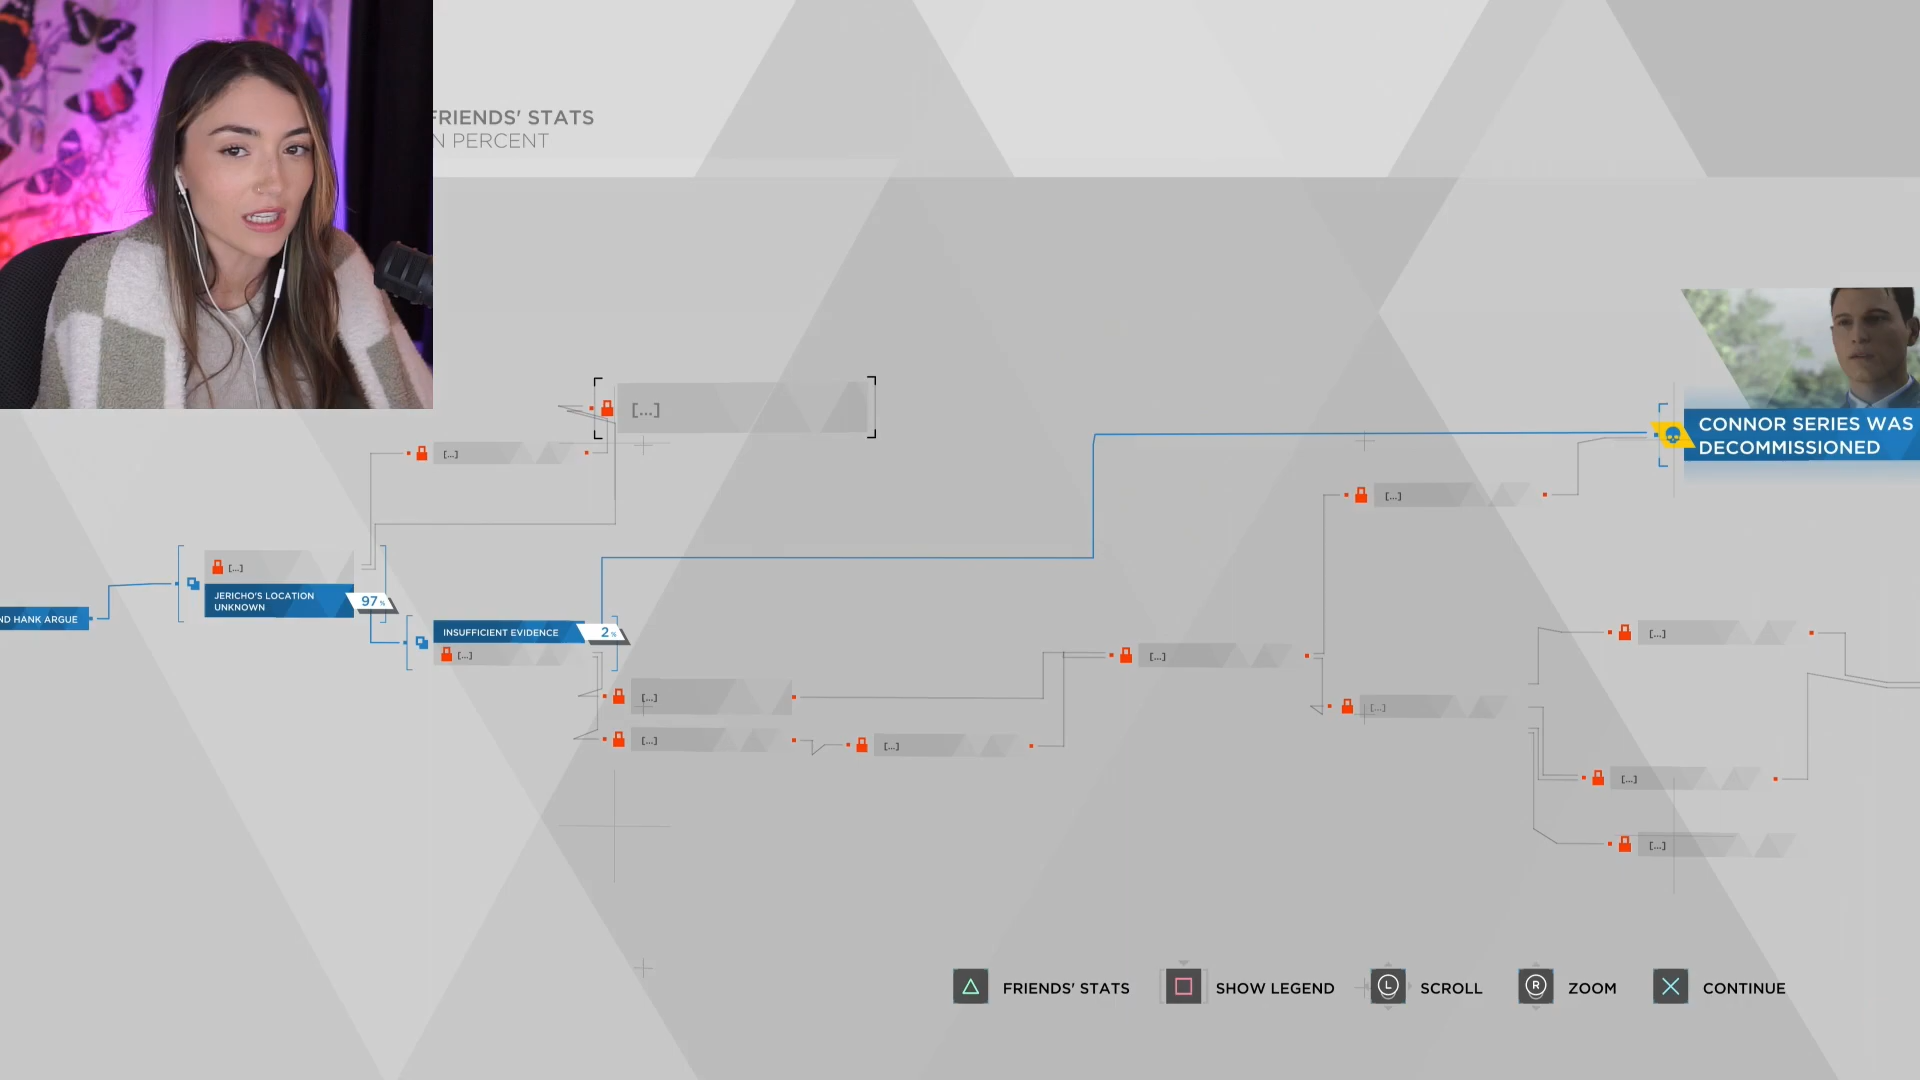 FRIENDS' STATS
N PERCENT
[...]
[...]
CONNOR SERIES WAS
DECOMMISSIONED
[...]
[...]
JERICHO'S LOCATION
UNKNOWN
97%
ND HANK ARGUE
INSUFFICIENT EVIDENCE
2%
[...]
[...]
[...]
[...]
[...]
[...]
[...]
[...]
[...]
FRIENDS' STATS
SHOW LEGEND
L
SCROLL
R
ZOOM
CONTINUE